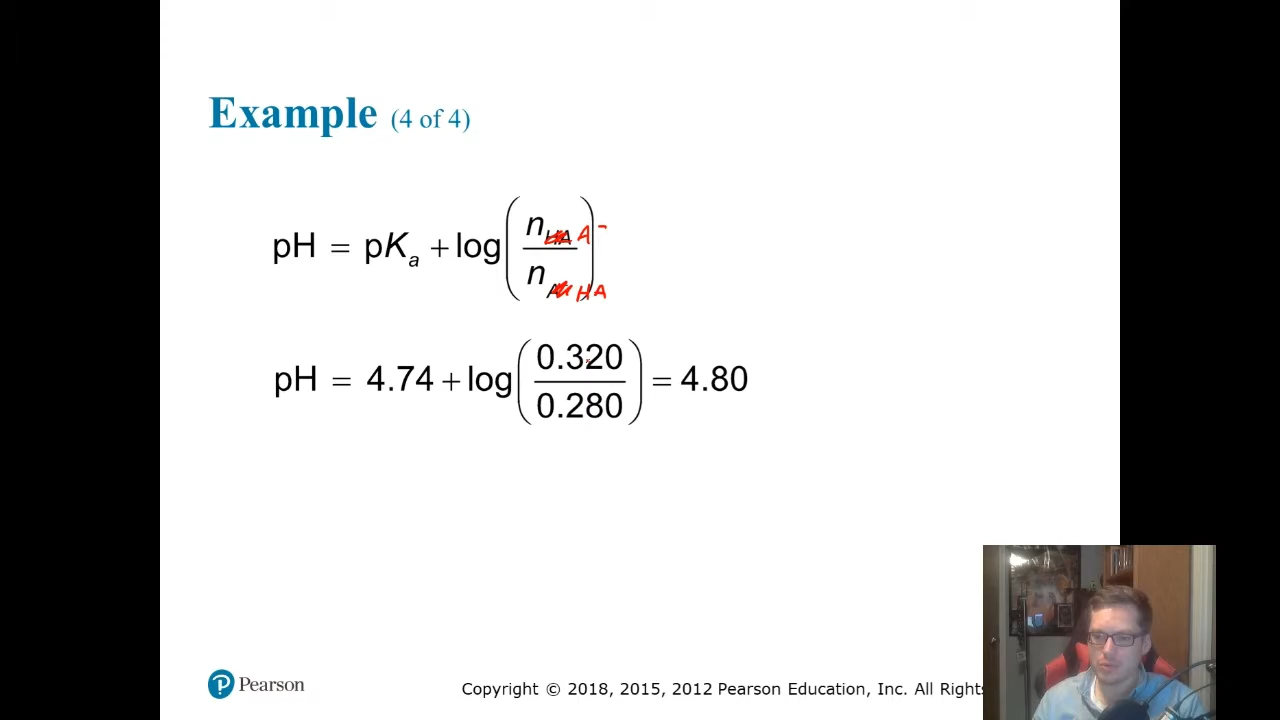 Example (4 of 4)
pH = pKa + log(nHA A⁻ / nA⁻ HA)
pH = 4.74 + log(0.320 / 0.280) = 4.80
Pearson
Copyright © 2018, 2015, 2012 Pearson Education, Inc. All Rights